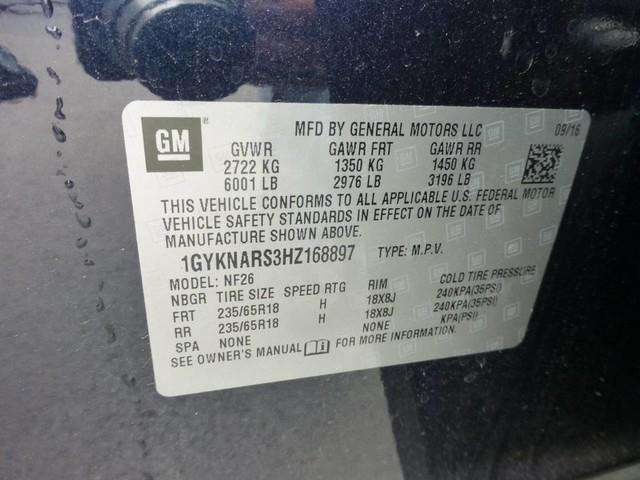 GM
MFD BY GENERAL MOTORS LLC 09/16
GVWR GAWR FRT GAWR RR
2722 KG 1350 KG 1450 KG
6001 LB 2976 LB 3196 LB
THIS VEHICLE CONFORMS TO ALL APPLICABLE U.S. FEDERAL MOTOR
VEHICLE SAFETY STANDARDS IN EFFECT ON THE DATE OF
MANUFACTURE SHOWN ABOVE.
1GYKNARS3HZ168897 TYPE: M.P.V.
MODEL: NF26
NBGR TIRE SIZE SPEED RTG RIM COLD TIRE PRESSURE
FRT 235/65R18 H 18X8J 240KPA(35PSI)
RR 235/65R18 H 18X8J 240KPA(35PSI)
SPA NONE NONE KPA(PSI)
SEE OWNER'S MANUAL FOR MORE INFORMATION.